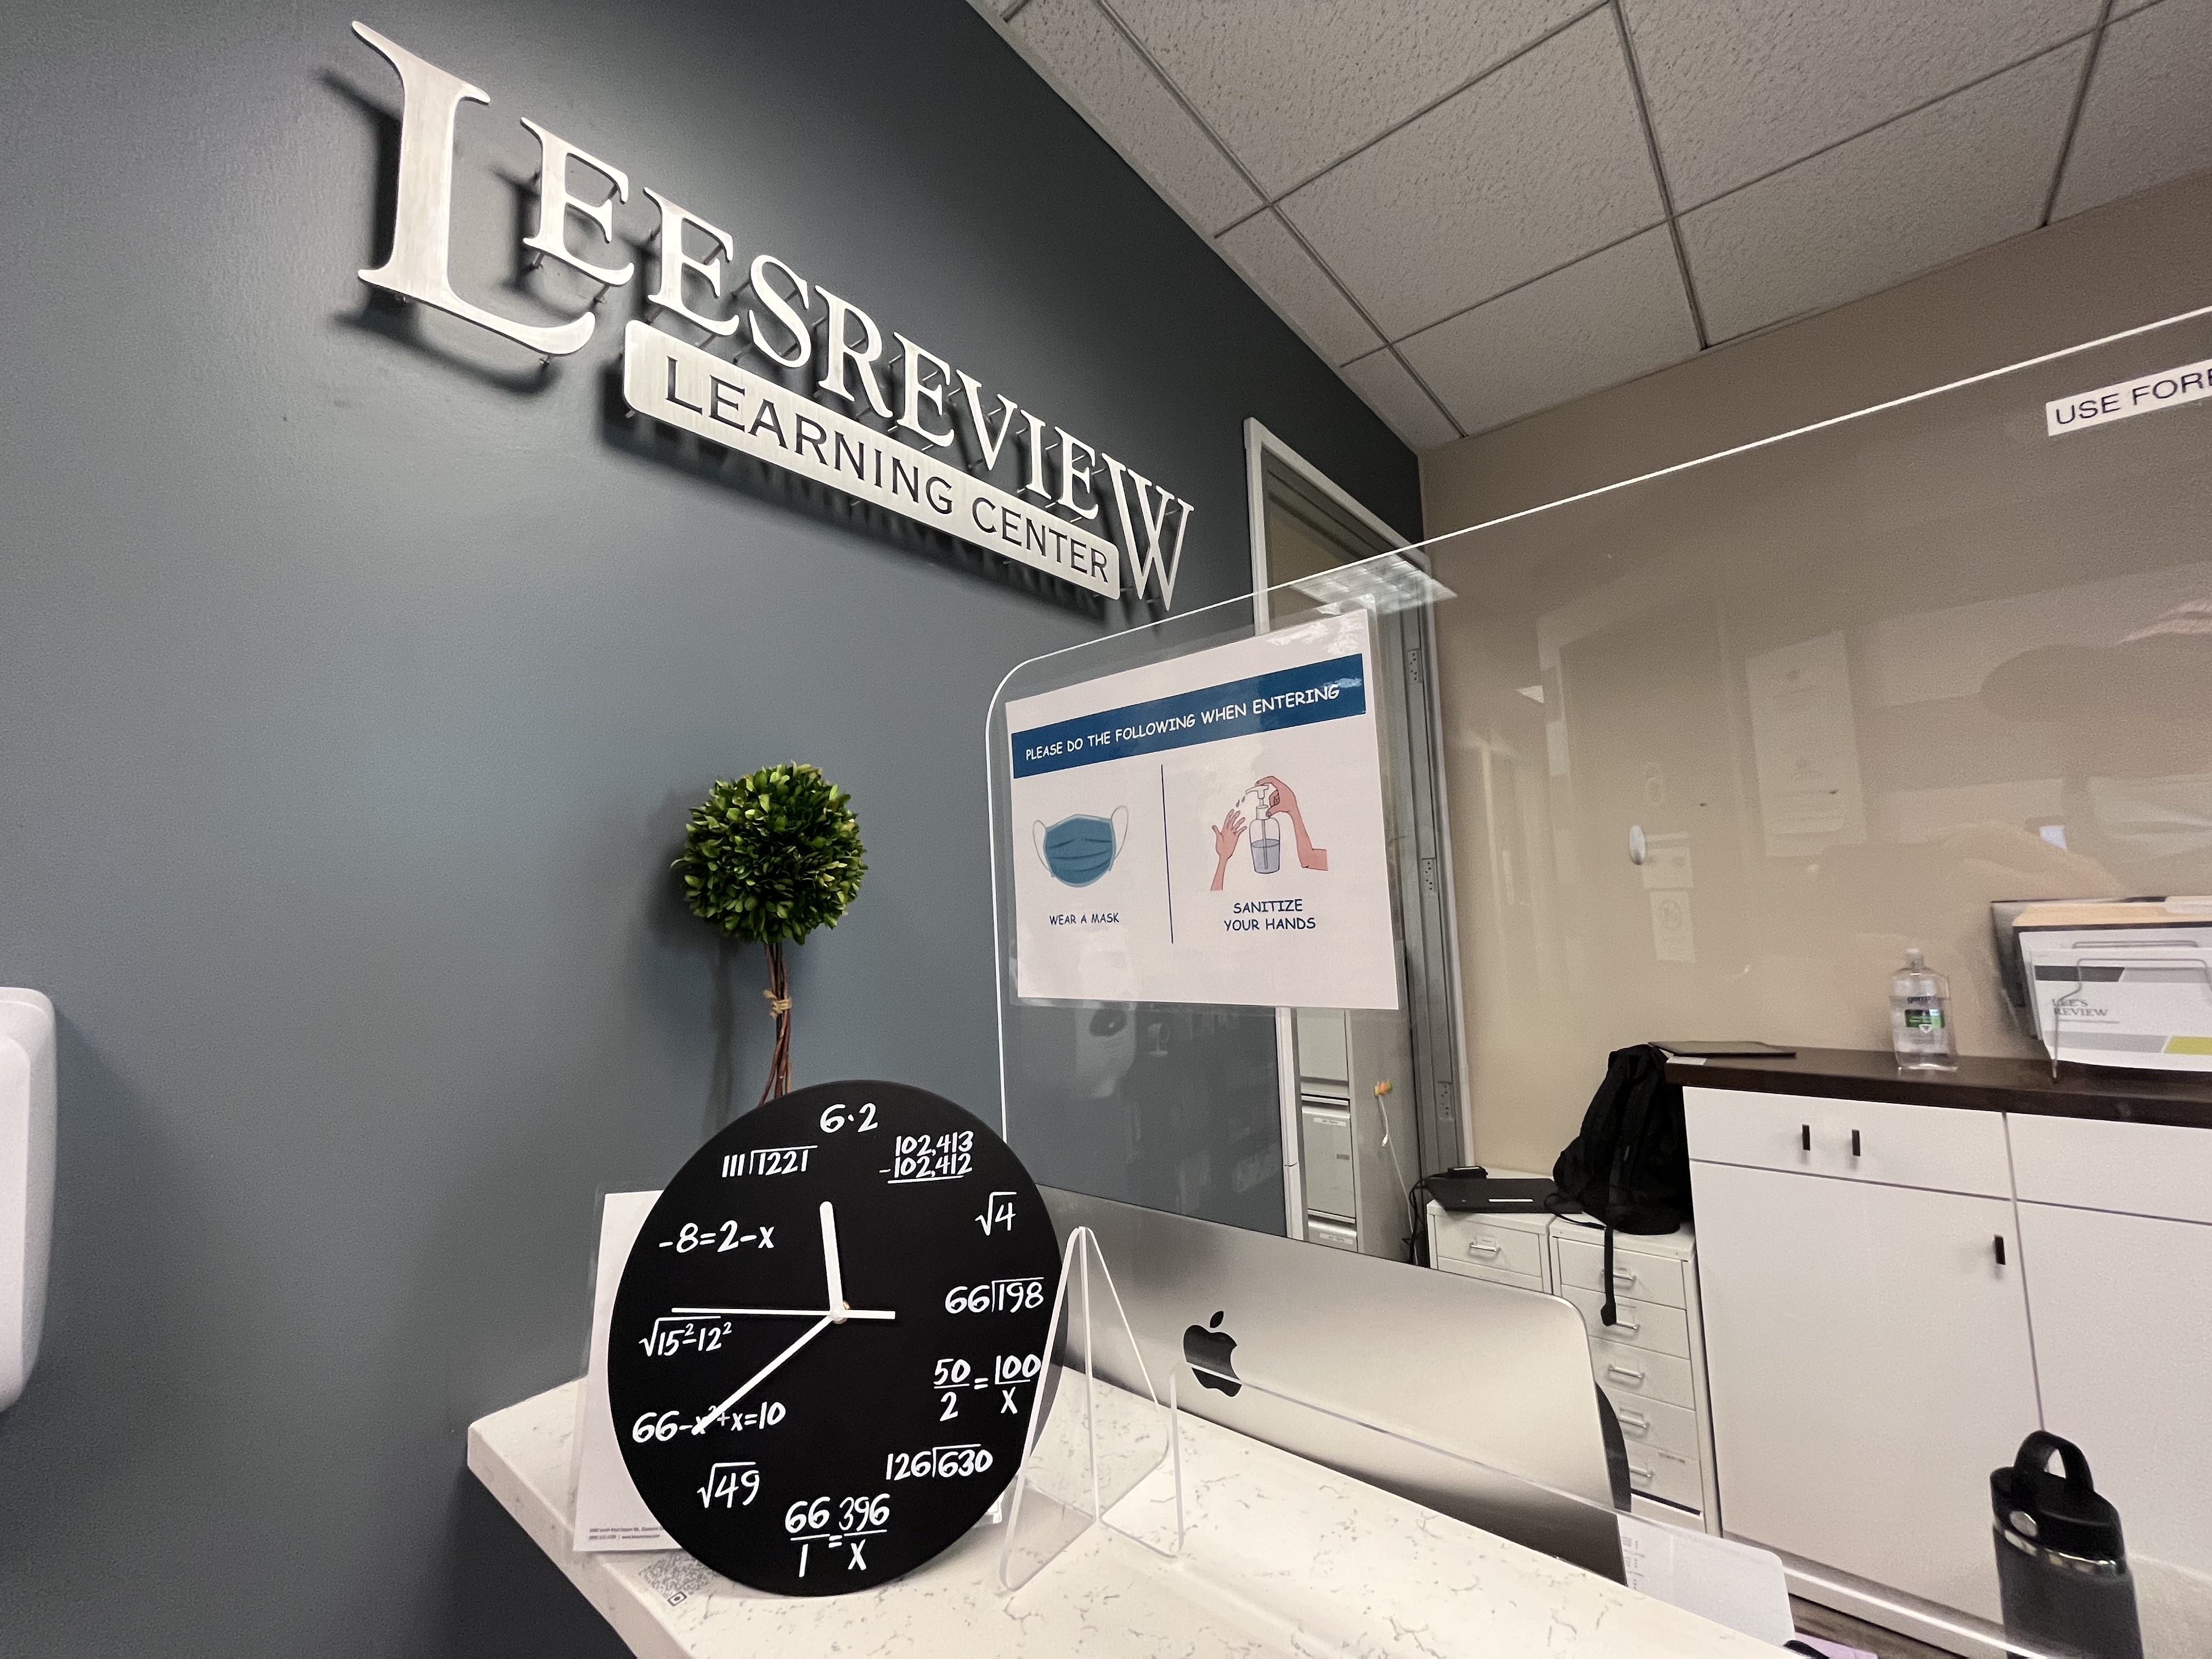 LEESREVIEW
LEARNING CENTER
USE FOR
PLEASE DO THE FOLLOWING WHEN ENTERING
WEAR A MASK
SANITIZE
YOUR HANDS
LEE'S
REVIEW
6·2
102,413
-102,412
√4
66⟌198
50/2=100/x
126⟌630
66/1=396/x
√49
66-x²+x=10
√15²-12²
-8=2-x
111⟌1221